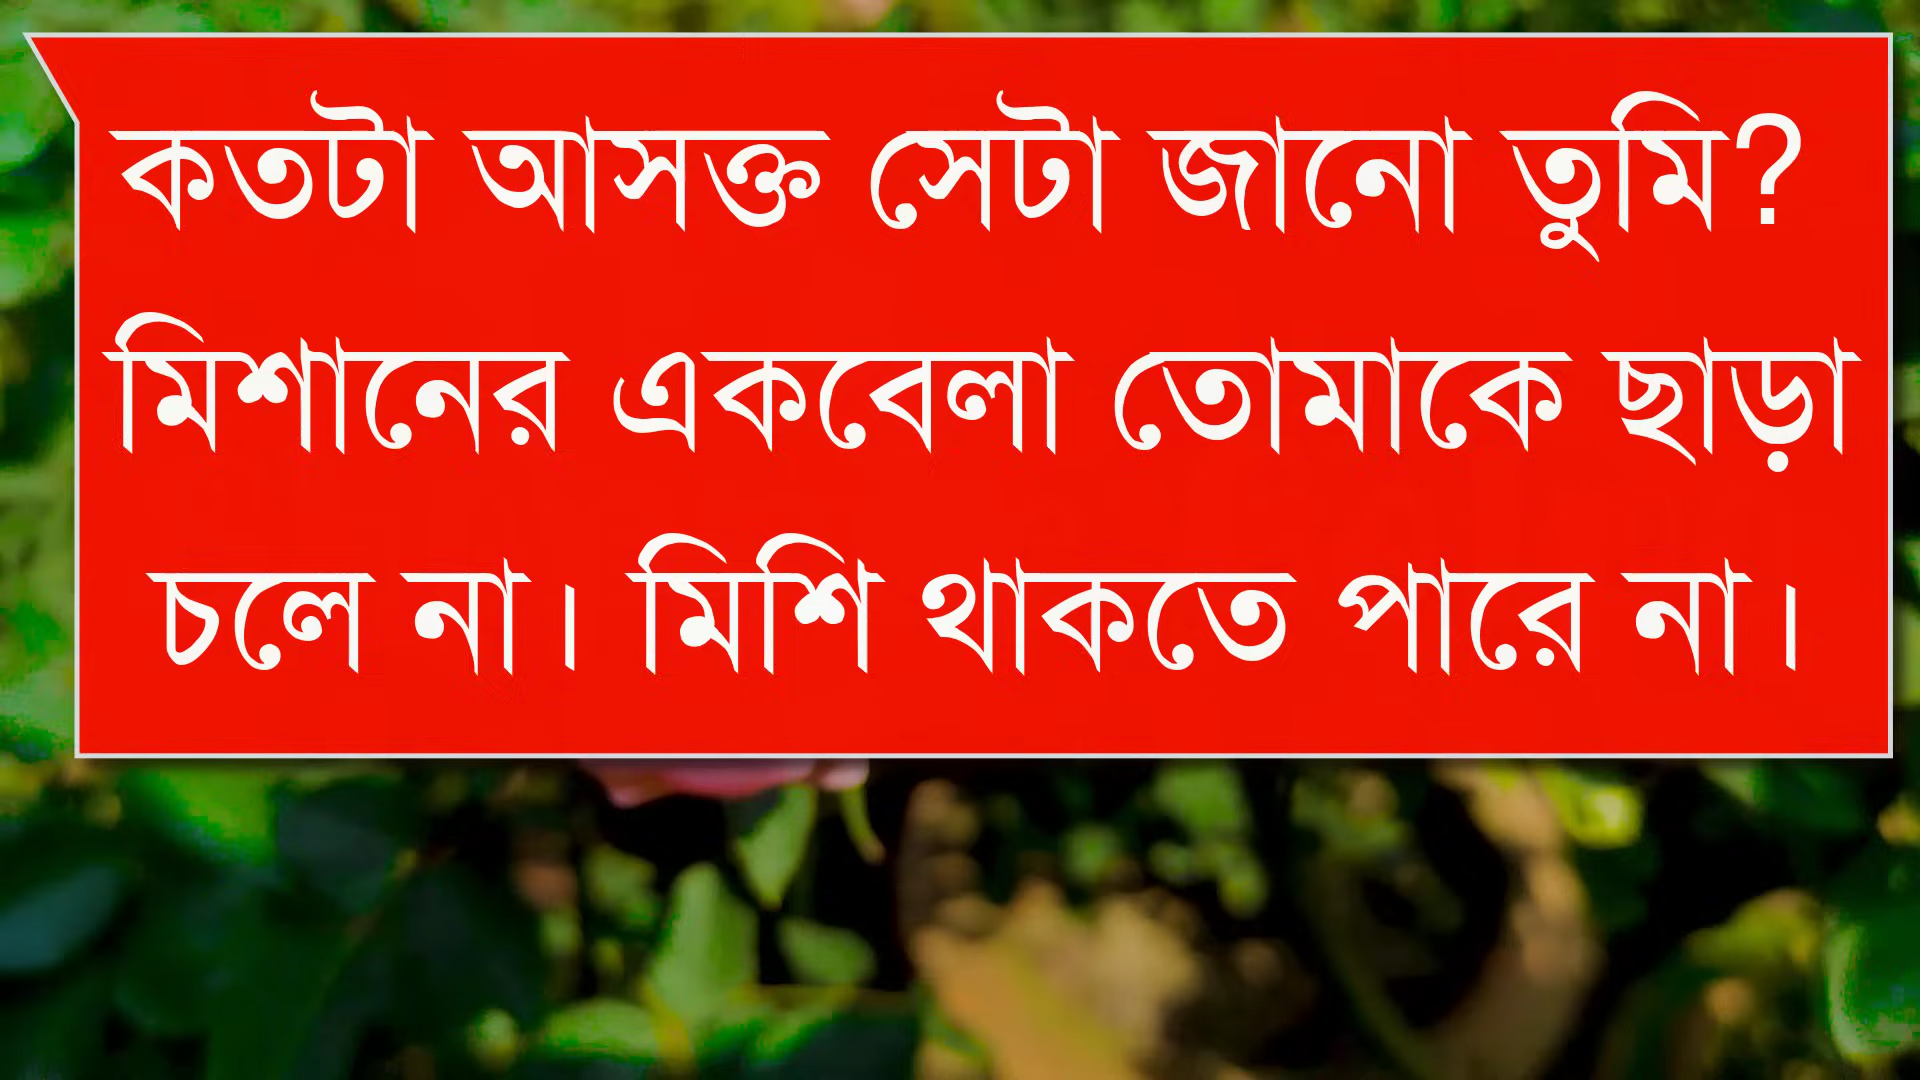 কতটা আসক্ত সেটা জানো তুমি?
মিশানের একবেলা তোমাকে ছাড়া
চলে না। মিশি থাকতে পারে না।